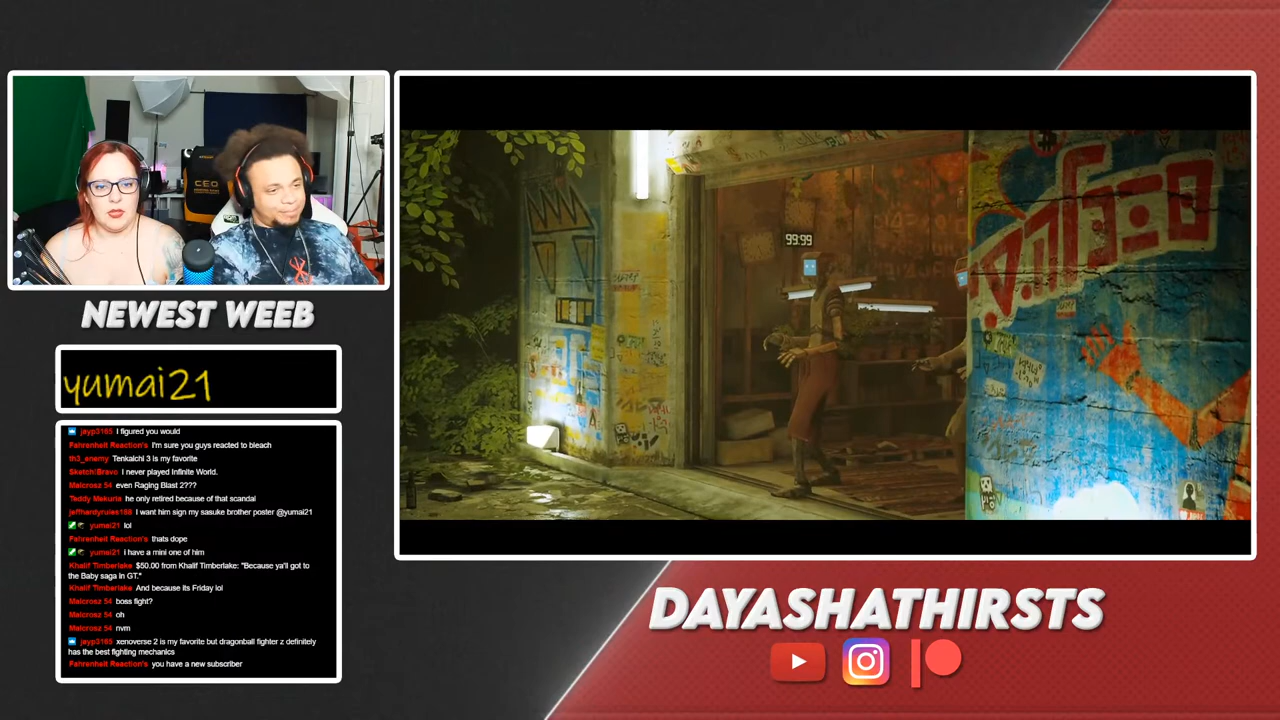 CEO
99:99
NEWEST WEEB
yumai21
jayp3165 I figured you would
Fahrenheit Reaction's I'm sure you guys reacted to bleach
th3_enemy Tenkaichi 3 is my favorite
Sketch!Bravo I never played Infinite World.
Malcrosz 54 even Raging Blast 2???
Teddy Mekuria he only retired because of that scandal
jeffhardyrules188 I want him sign my sasuke brother poster @yumai21
yumai21 lol
Fahrenheit Reaction's thats dope
yumai21 i have a mini one of him
Khalif Timberlake $50.00 from Khalif Timberlake: "Because ya'll got to
the Baby saga in GT."
Khalif Timberlake And because its Friday lol
Malcrosz 54 boss fight?
Malcrosz 54 oh
Malcrosz 54 nvm
jayp3165 xenoverse 2 is my favorite but dragonball fighter z definitely
has the best fighting mechanics
Fahrenheit Reaction's you have a new subscriber
DAYASHATHIRSTS